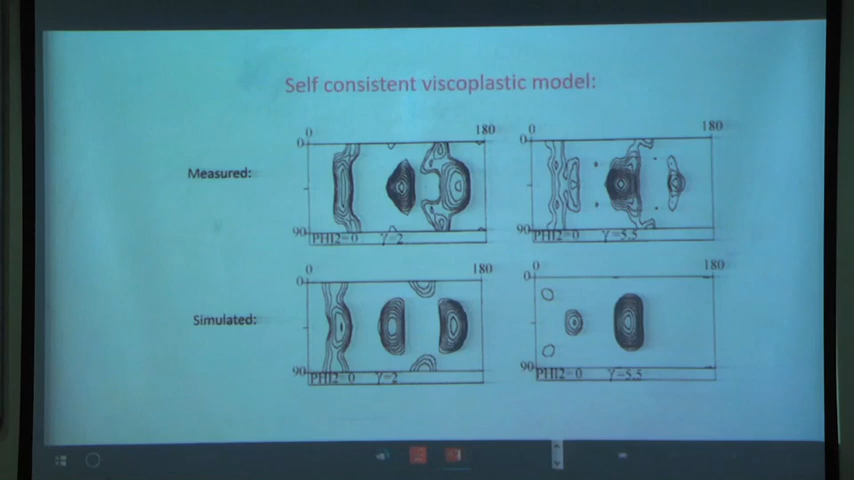 Self consistent viscoplastic model:
0 180 0 180
Measured: 0 0
90 90
PHI2=0 γ=2 PHI2=0 γ=5.5
0 180 0 180
Simulated: 0 0
90 90
PHI2=0 γ=2 PHI2=0 γ=5.5